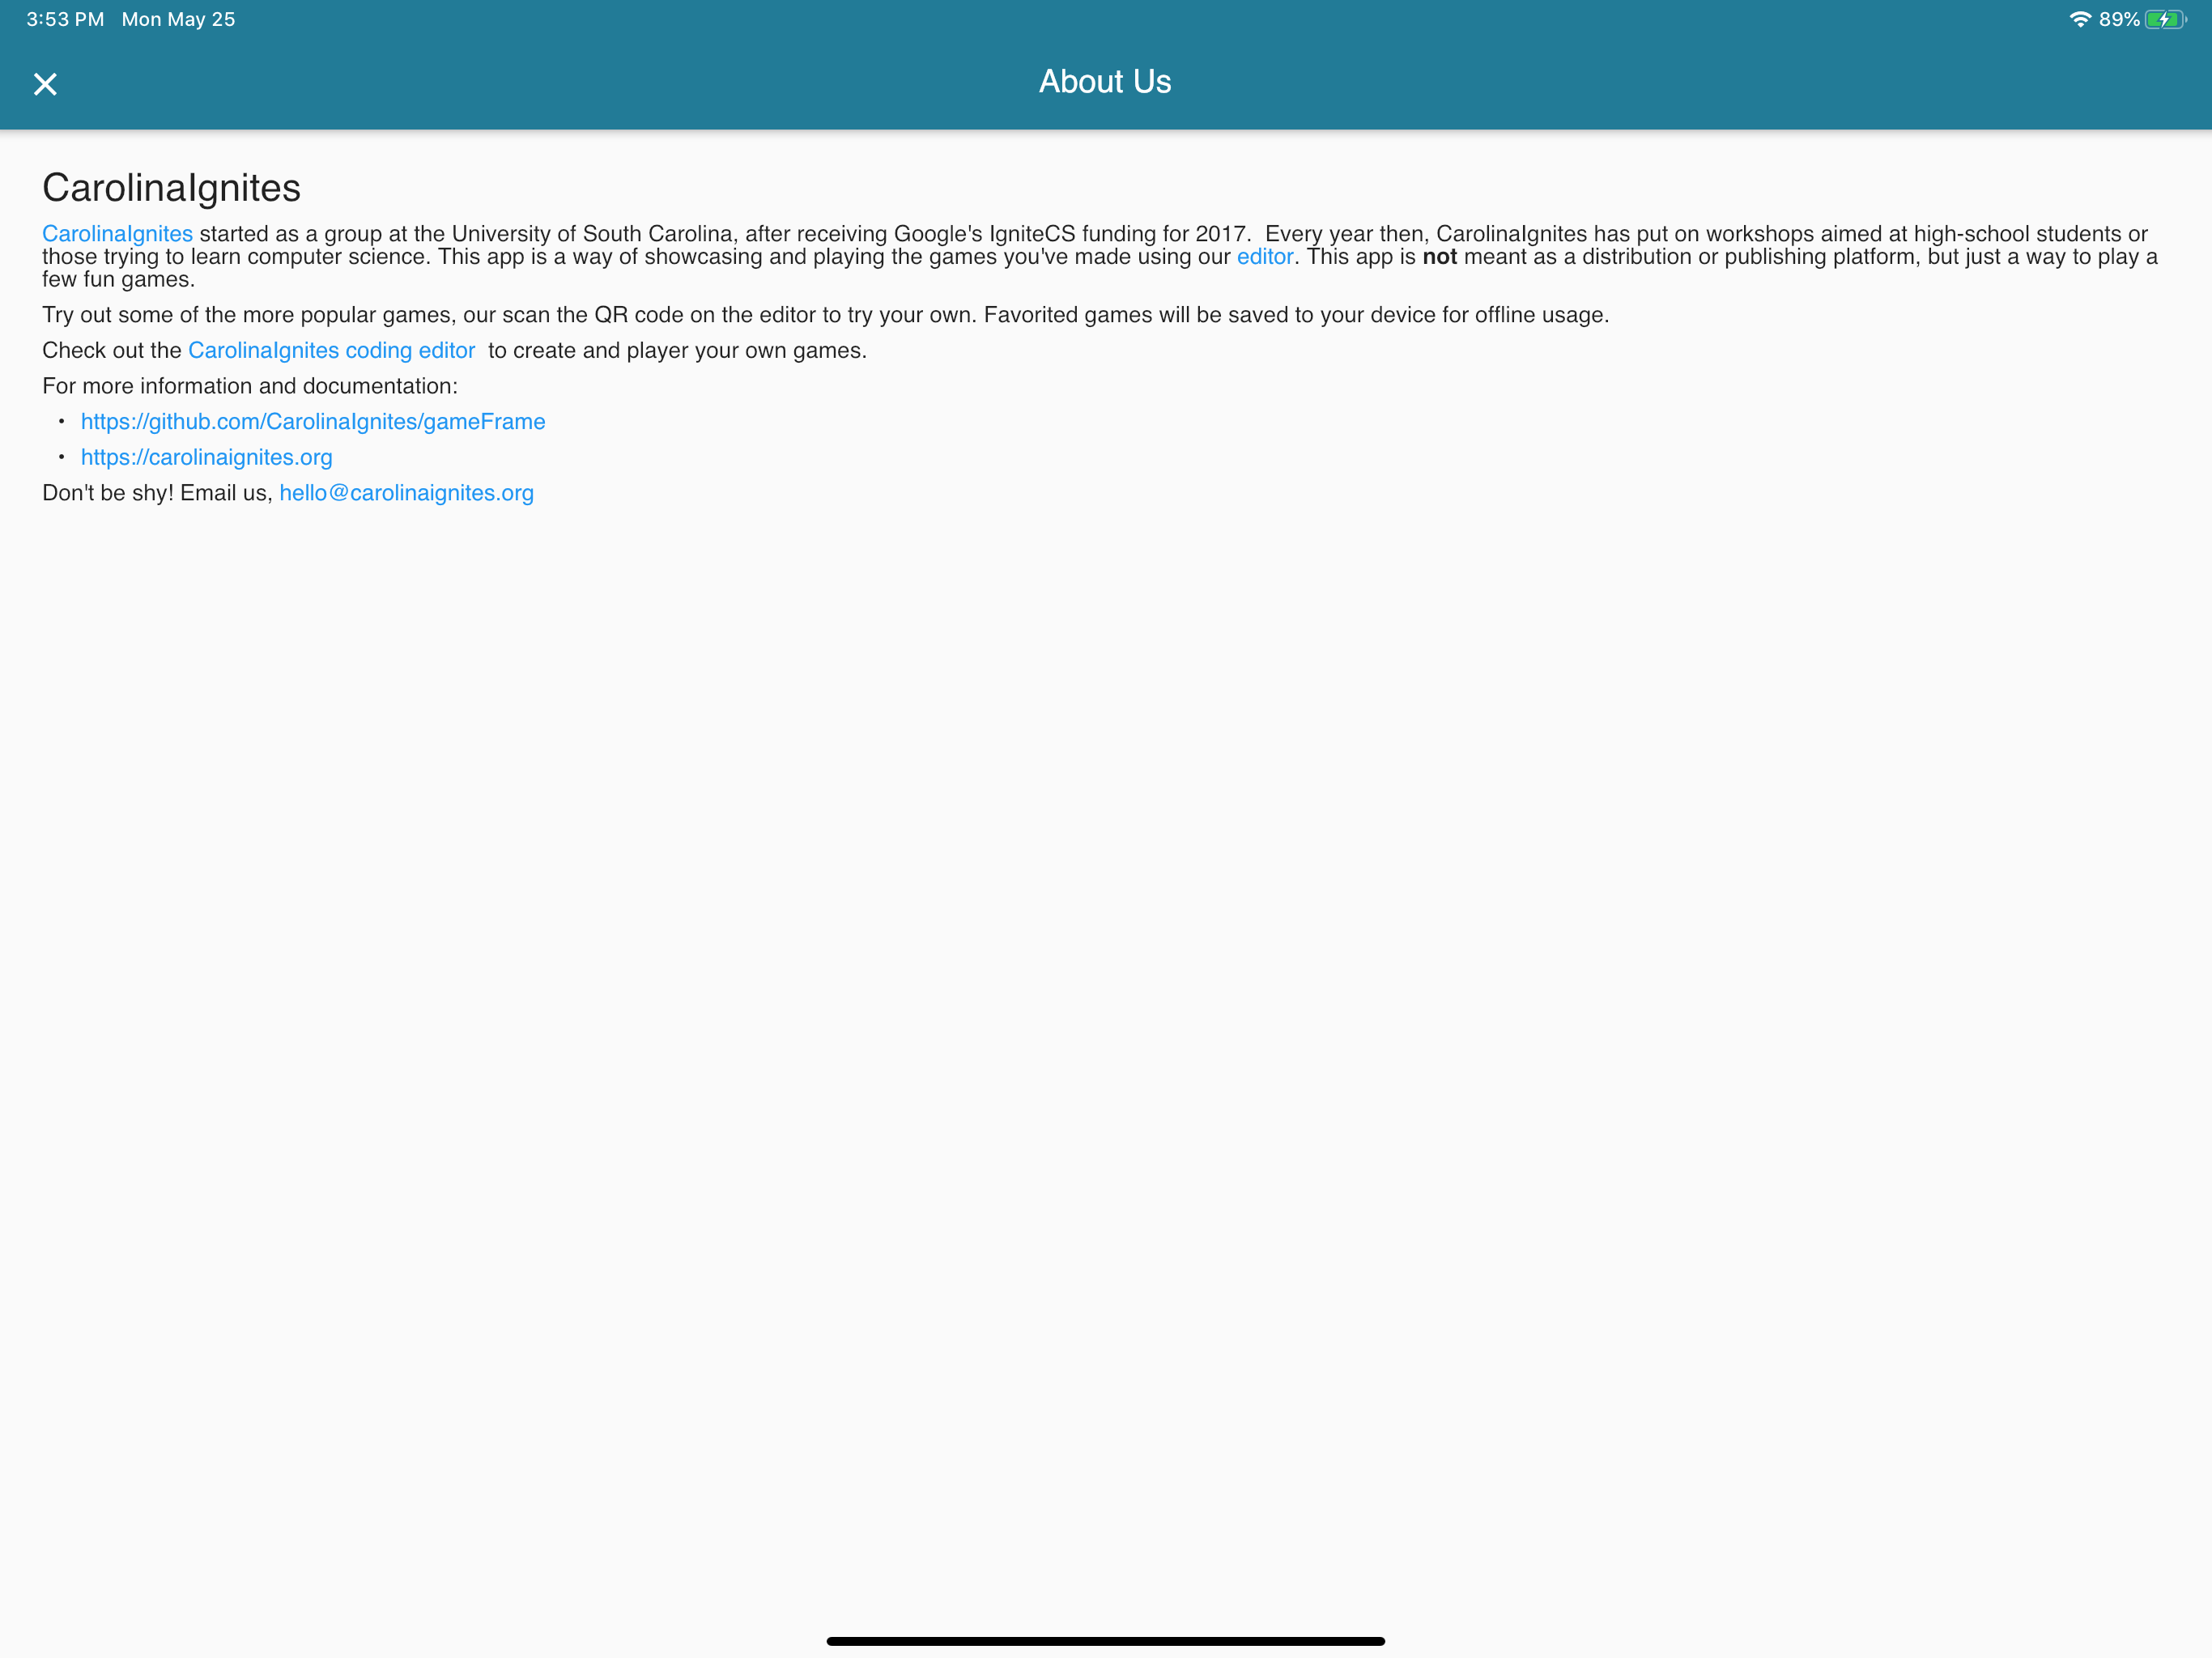 3:53 PM Mon May 25
89%
About Us
CarolinaIgnites
CarolinaIgnites started as a group at the University of South Carolina, after receiving Google's IgniteCS funding for 2017.  Every year then, CarolinaIgnites has put on workshops aimed at high-school students or
those trying to learn computer science. This app is a way of showcasing and playing the games you've made using our editor. This app is not meant as a distribution or publishing platform, but just a way to play a
few fun games.
Try out some of the more popular games, our scan the QR code on the editor to try your own. Favorited games will be saved to your device for offline usage.
Check out the CarolinaIgnites coding editor  to create and player your own games.
For more information and documentation:
• https://github.com/CarolinaIgnites/gameFrame
• https://carolinaignites.org
Don't be shy! Email us, hello@carolinaignites.org